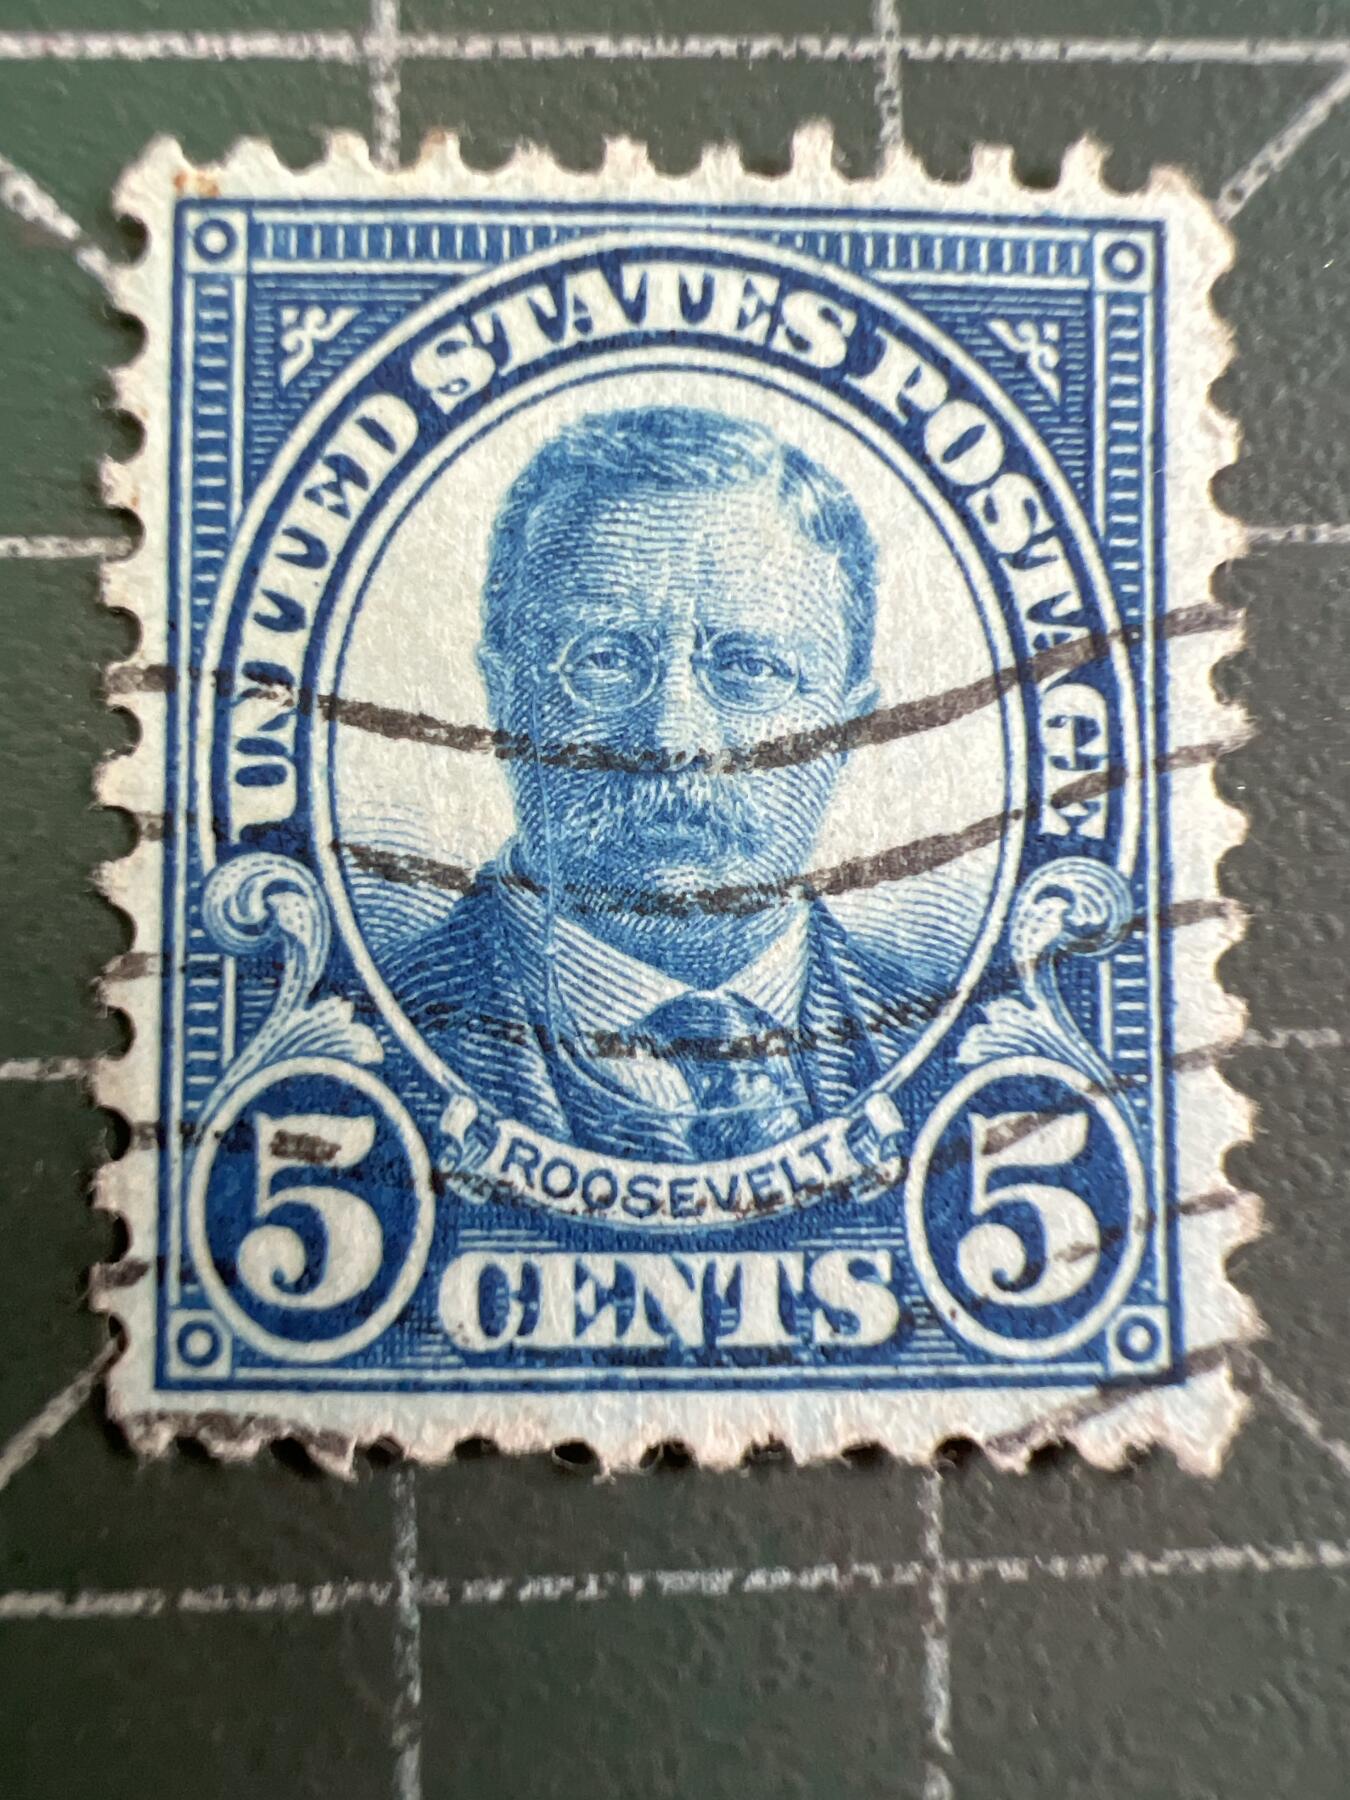 UNITED STATES POSTAGE
ROOSEVELT
5 CENTS 5